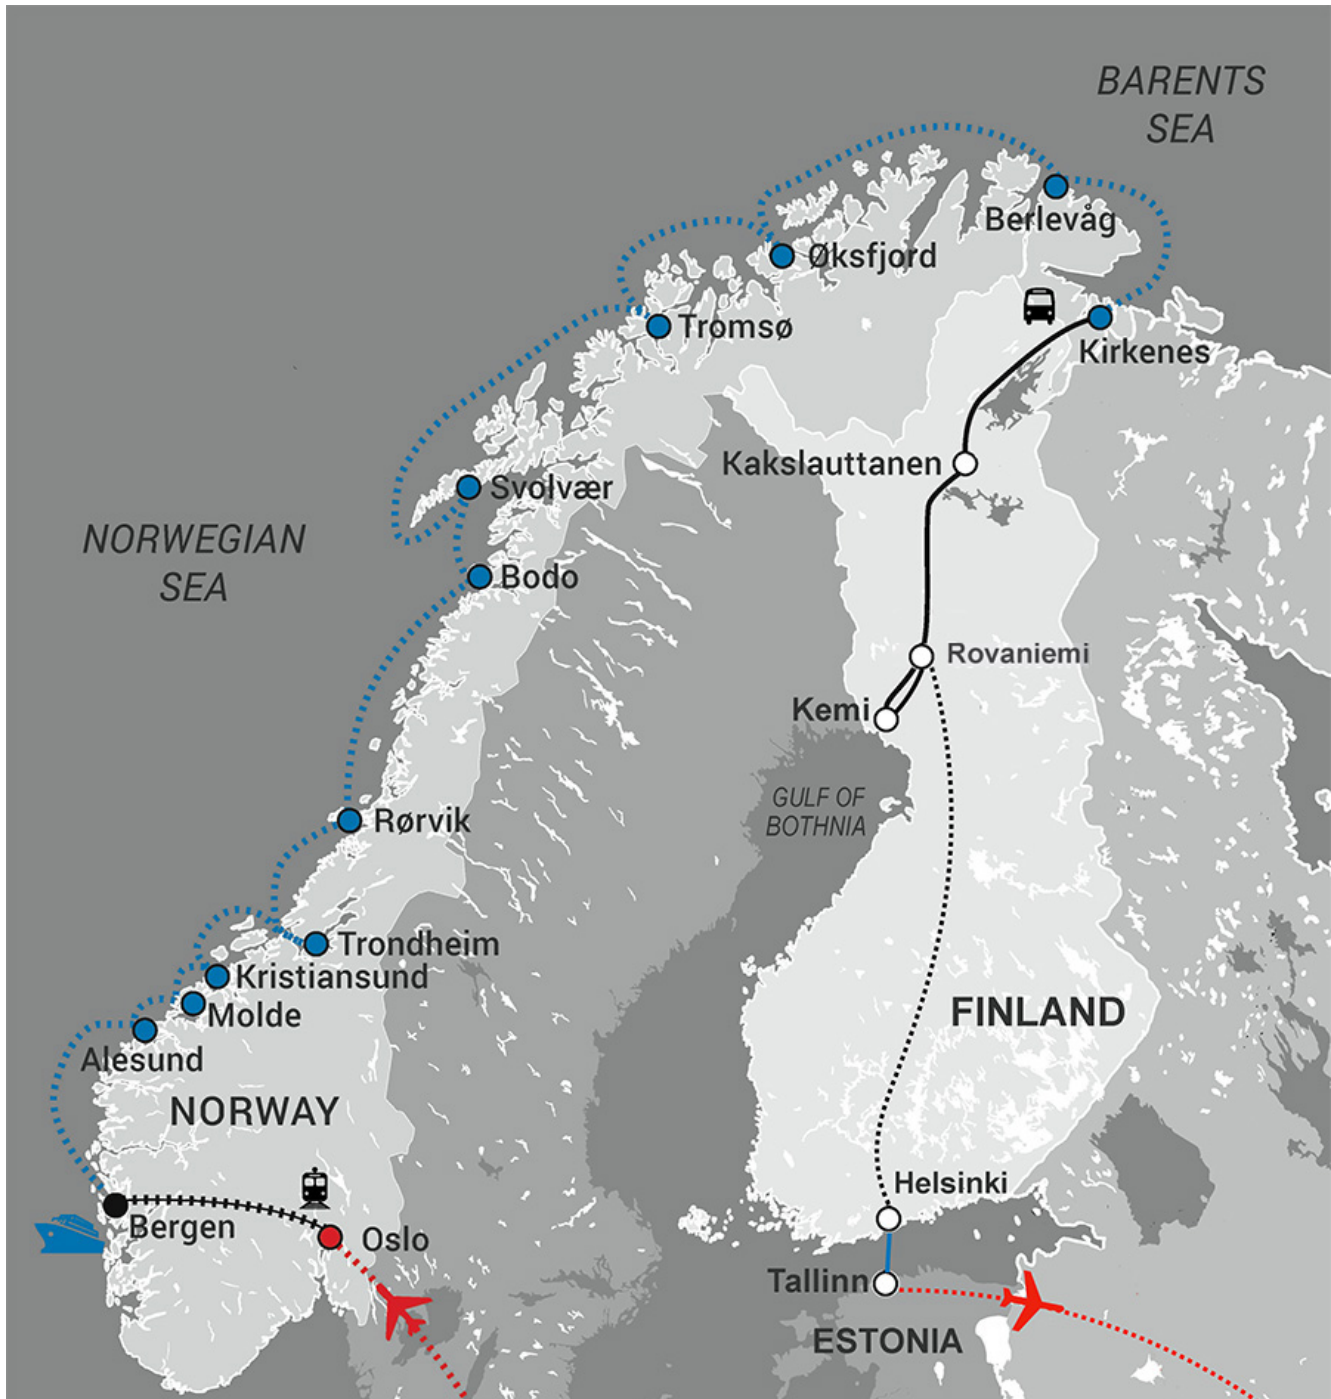 BARENTS
SEA
Berlevåg
Øksfjord
Tromsø
Kirkenes
Kakslauttanen
Svolvær
NORWEGIAN
SEA
Bodo
Rovaniemi
Kemi
GULF OF
BOTHNIA
Rørvik
Trondheim
Kristiansund
Molde
Alesund
FINLAND
NORWAY
Helsinki
Bergen
Oslo
Tallinn
ESTONIA